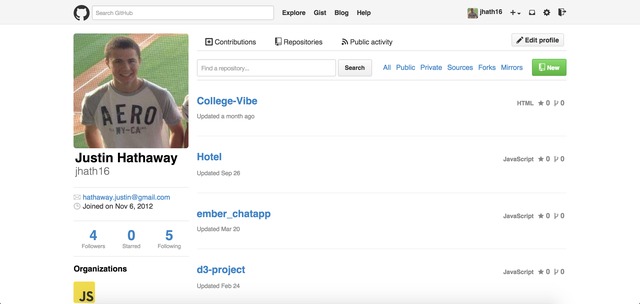 Search GitHub
Explore Gist Blog Help
jhath16
Contributions Repositories Public activity
Edit profile
Find a repository...
Search
All Public Private Sources Forks Mirrors
New
AERO
NY-CA
Justin Hathaway
jhath16
hathaway.justin@gmail.com
Joined on Nov 6, 2012
4 0 5
Followers Starred Following
Organizations
JS
College-Vibe
HTML 0 0
Updated a month ago
Hotel
JavaScript 0 0
Updated Sep 26
ember_chatapp
JavaScript 0 0
Updated Mar 20
d3-project
JavaScript 0 0
Updated Feb 24